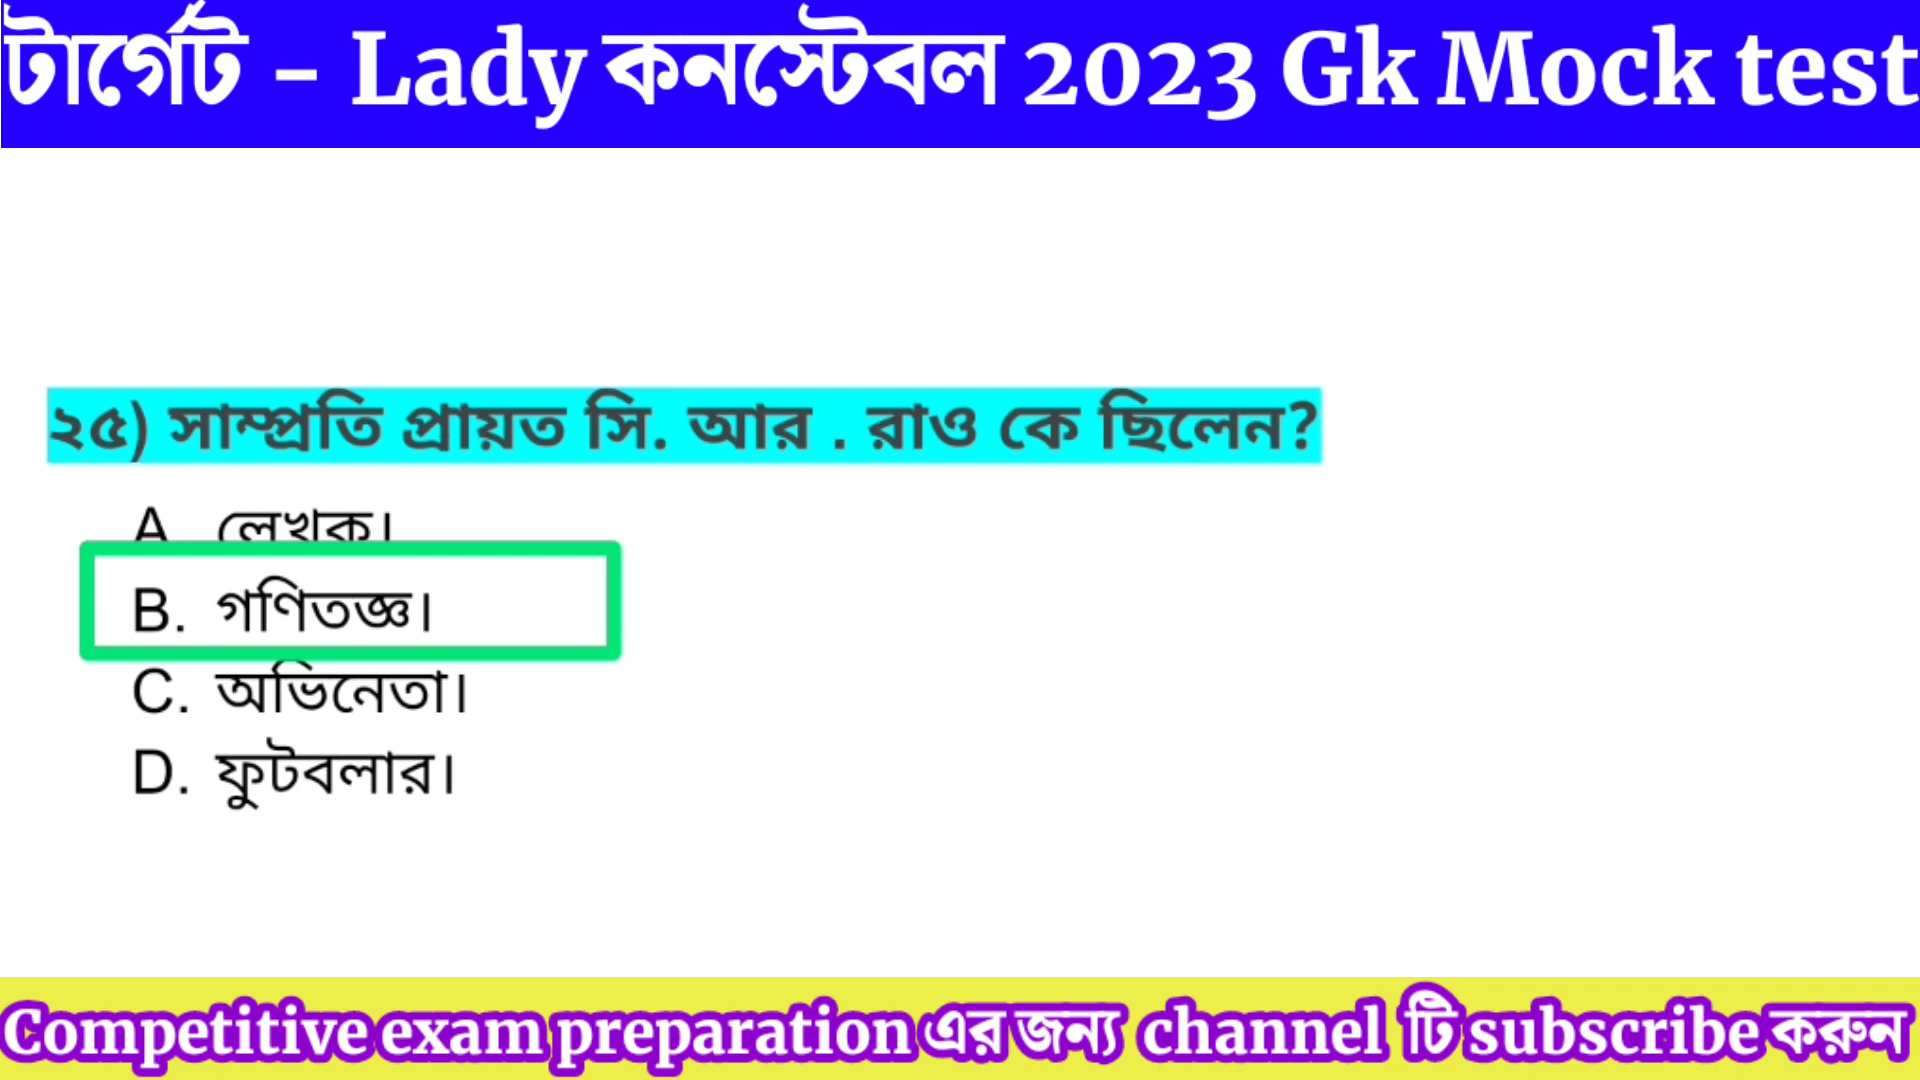 টার্গেট – Lady কনস্টেবল 2023 Gk Mock test
২৫) সাম্প্রতি প্রায়ত সি. আর . রাও কে ছিলেন?
A. লেখক।
B. গণিতজ্ঞ।
C. অভিনেতা।
D. ফুটবলার।
Competitive exam preparation এর জন্য channel টি subscribe করুন